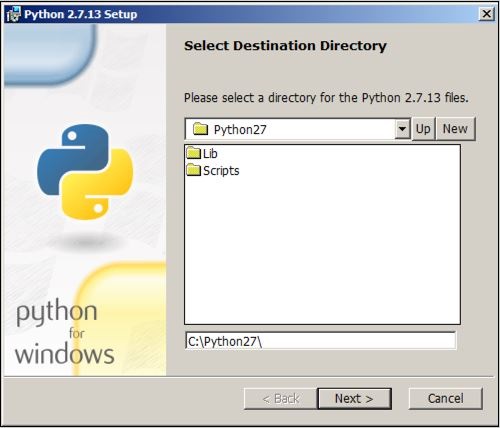 Python 2.7.13 Setup
Select Destination Directory
Please select a directory for the Python 2.7.13 files.
Python27
Up
New
Lib
Scripts
C:\Python27\
python
for
windows
< Back
Next >
Cancel